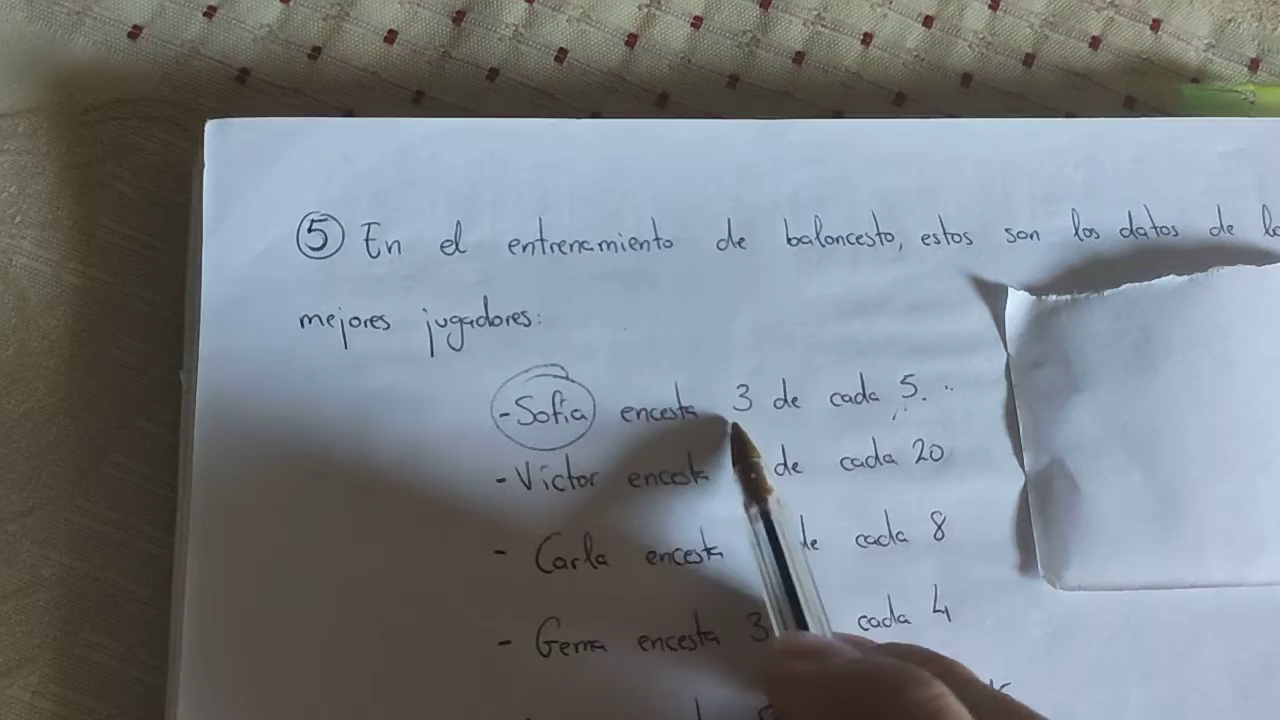 5 En el entrenamiento de baloncesto, estos son los datos de
mejores jugadores:
- Sofía encesta 3 de cada 5.
- Víctor encesta de cada 20
- Carla encesta de cada 8
- Gema encesta 3 cada 4